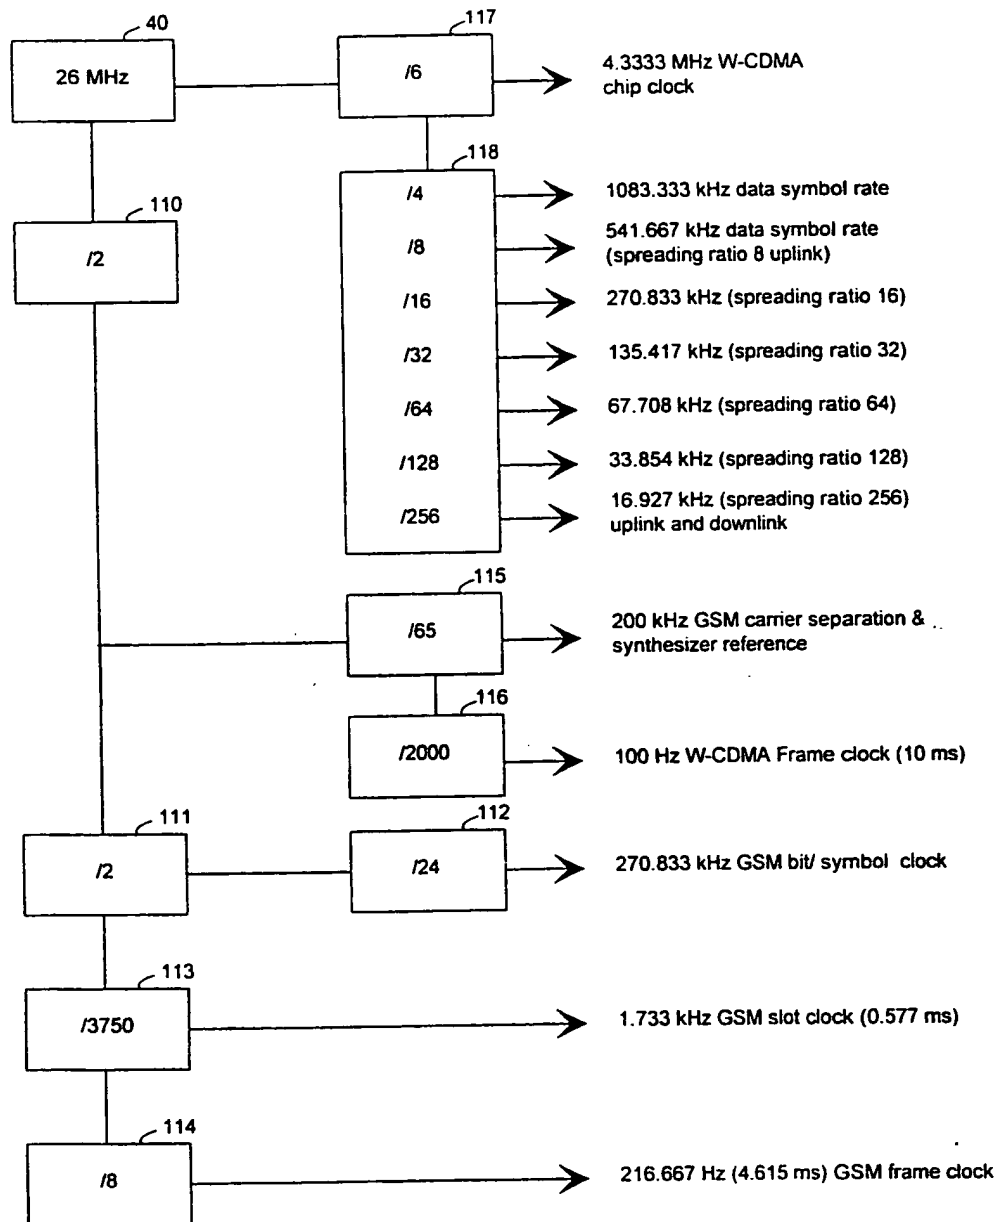 40
26 MHz
117
/6
4.3333 MHz W-CDMA
chip clock
118
/4
1083.333 kHz data symbol rate
110
/2
/8
541.667 kHz data symbol rate
(spreading ratio 8 uplink)
/16
270.833 kHz (spreading ratio 16)
/32
135.417 kHz (spreading ratio 32)
/64
67.708 kHz (spreading ratio 64)
/128
33.854 kHz (spreading ratio 128)
/256
16.927 kHz (spreading ratio 256)
uplink and downlink
115
/65
200 kHz GSM carrier separation &
synthesizer reference
116
/2000
100 Hz W-CDMA Frame clock (10 ms)
111
/2
112
/24
270.833 kHz GSM bit/ symbol clock
113
/3750
1.733 kHz GSM slot clock (0.577 ms)
114
/8
216.667 Hz (4.615 ms) GSM frame clock